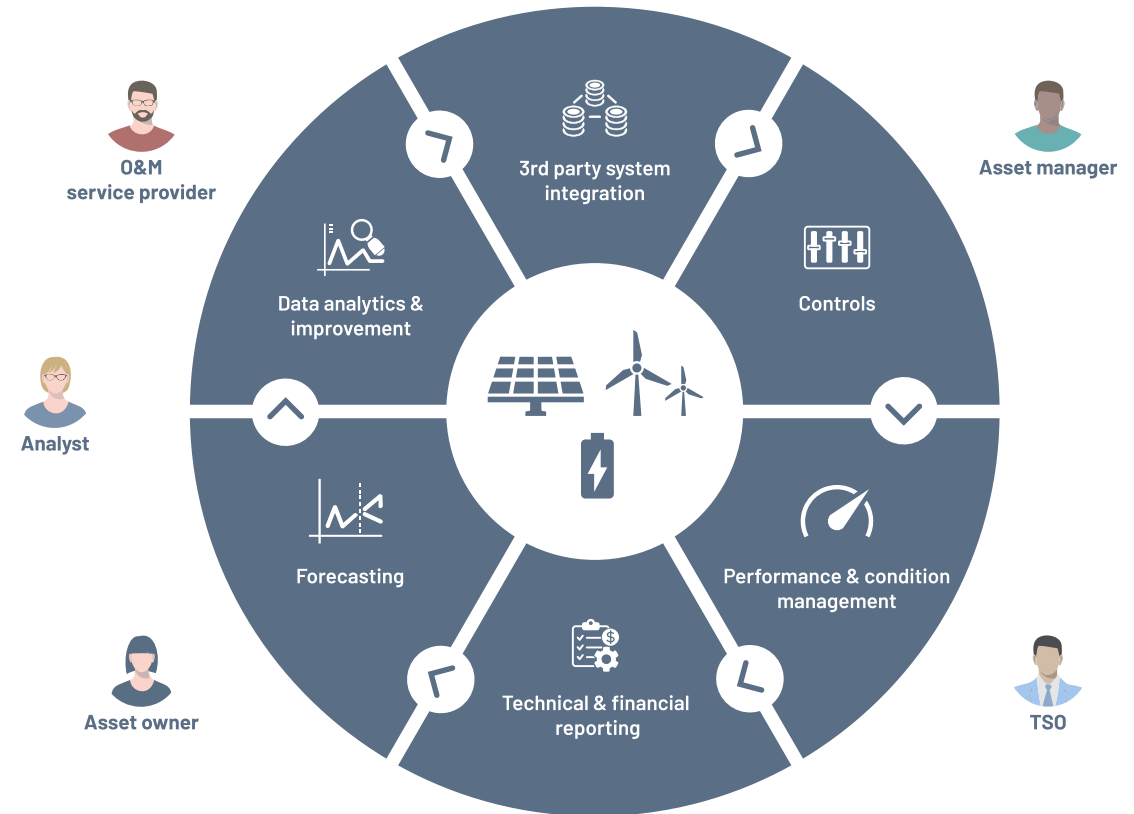 O&M
service provider
Asset manager
3rd party system
integration
Data analytics &
improvement
Controls
Analyst
Forecasting
Performance & condition
management
$
Technical & financial
reporting
Asset owner
TSO